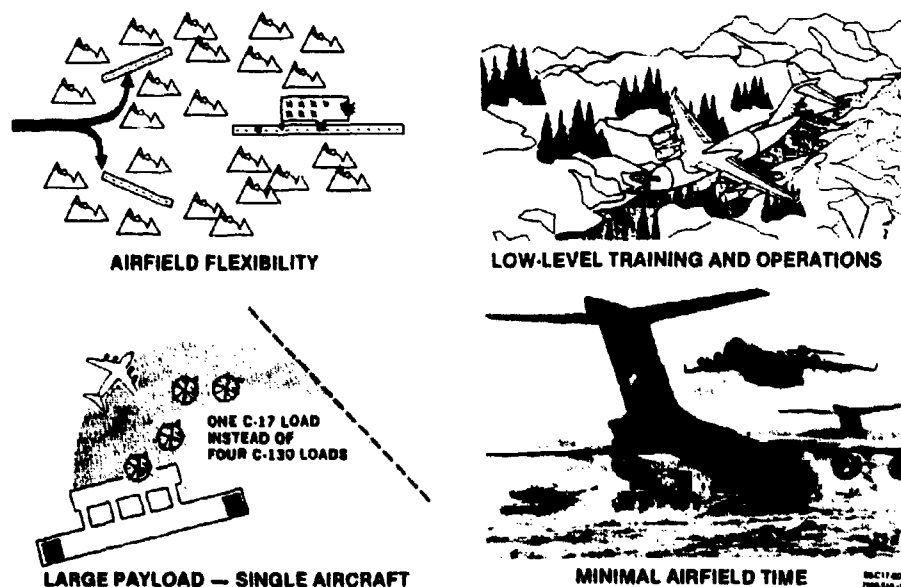 AIRFIELD FLEXIBILITY
LOW-LEVEL TRAINING AND OPERATIONS
ONE C-17 LOAD
INSTEAD OF
FOUR C-130 LOADS
LARGE PAYLOAD — SINGLE AIRCRAFT
MINIMAL AIRFIELD TIME